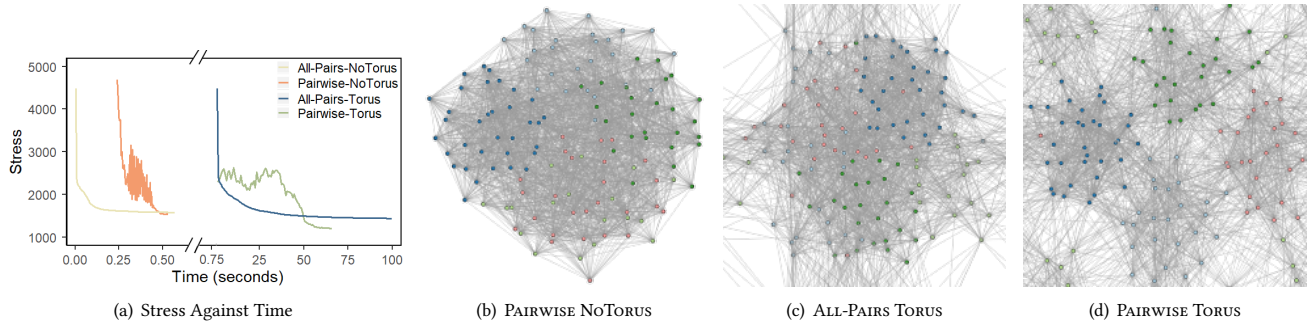 5000
4000
3000
2000
1000
Stress
All-Pairs-NoTorus
Pairwise-NoTorus
All-Pairs-Torus
Pairwise-Torus
0.00 0.25 0.50 0.75 25 50 75 100
Time (seconds)
(a) Stress Against Time
(b) PAIRWISE NOTORUS
(c) ALL-PAIRS TORUS
(d) PAIRWISE TORUS